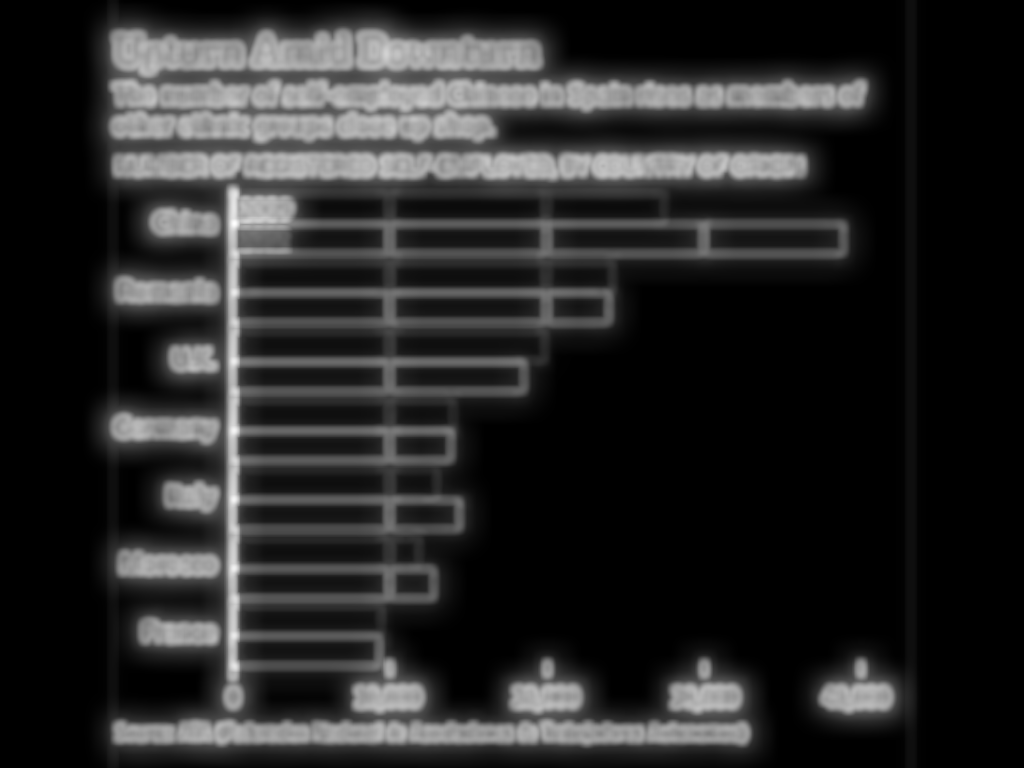 Upturn Amid Downturn
The number of self-employed Chinese in Spain rises as members of
other ethnic groups close up shop.
NUMBER OF REGISTERED SELF-EMPLOYED, BY COUNTRY OF ORIGIN
China
Romania
U.K.
Germany
Italy
Morocco
France
0
10,000
20,000
30,000
40,000
Source: ATA (Federación Nacional de Asociaciones de Trabajadores Autónomos)